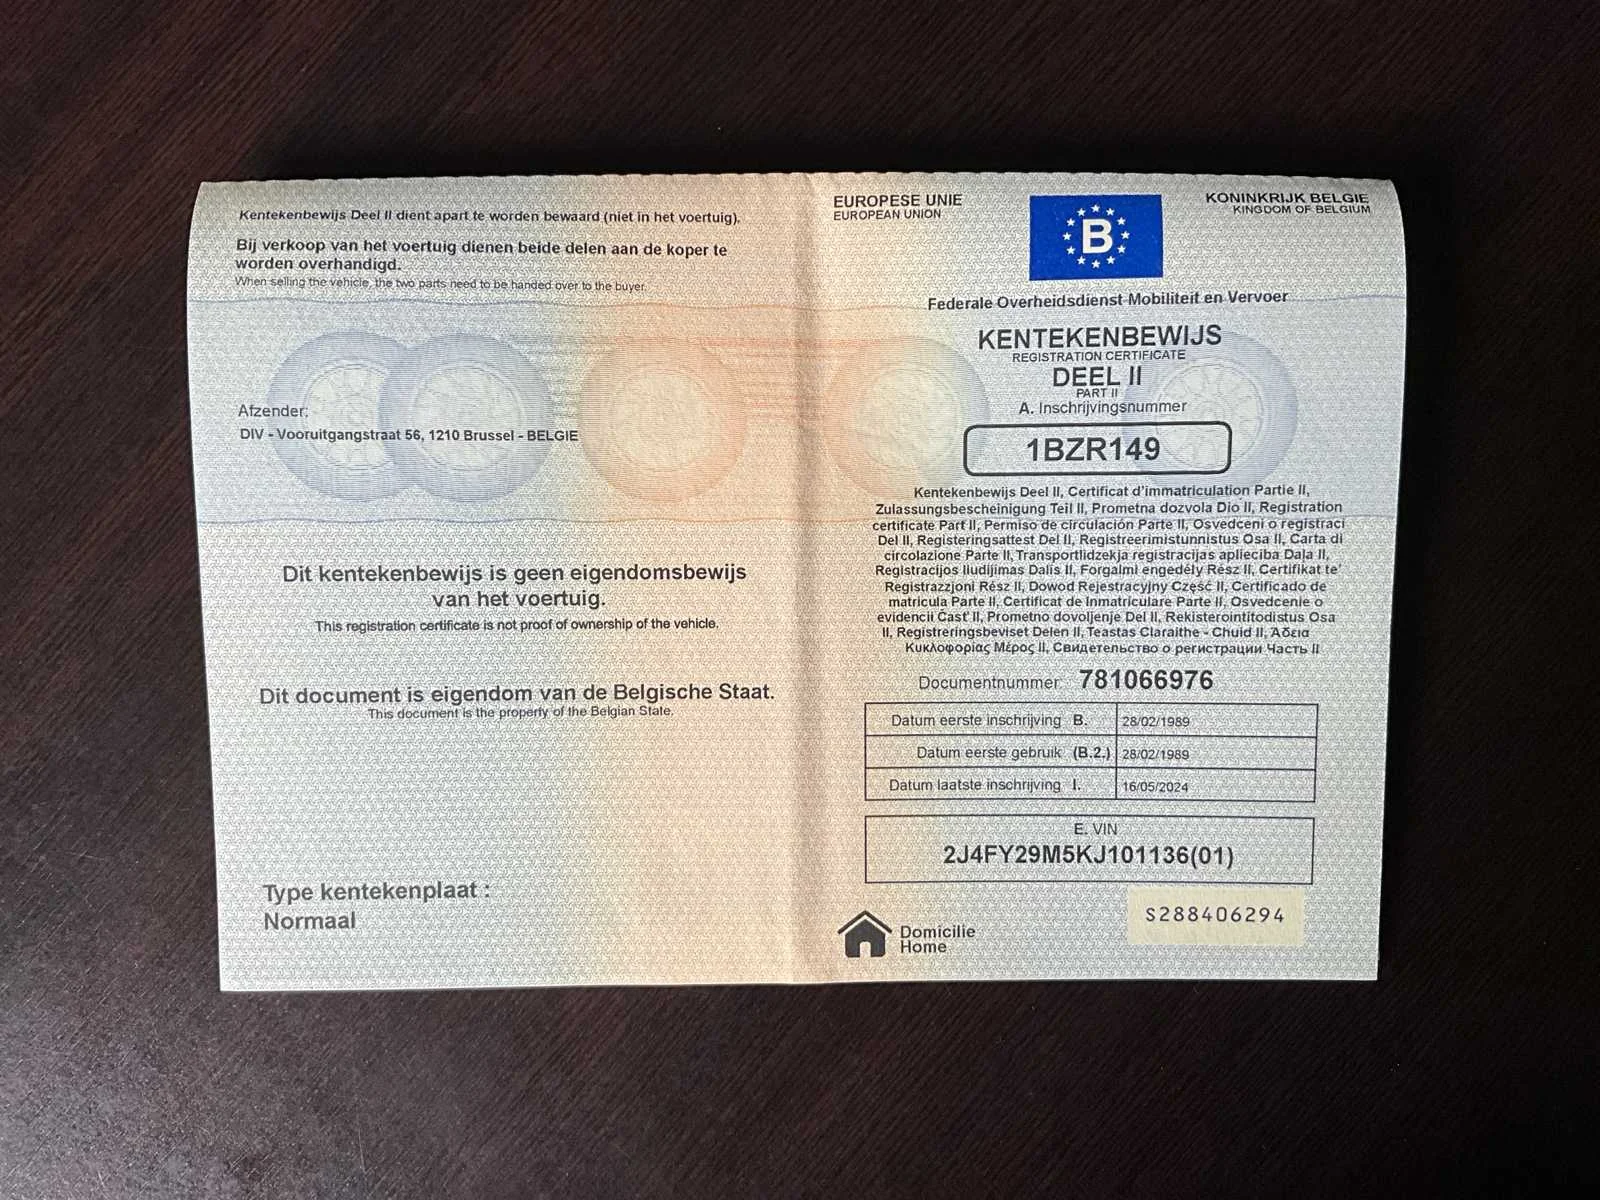 Kentekenbewijs Deel II dient apart te worden bewaard (niet in het voertuig).
Bij verkoop van het voertuig dienen beide delen aan de koper te
worden overhandigd.
When selling the vehicle, the two parts need to be handed over to the buyer.
Afzender:
DIV - Vooruitgangstraat 56, 1210 Brussel - BELGIE
Dit kentekenbewijs is geen eigendomsbewijs
van het voertuig.
This registration certificate is not proof of ownership of the vehicle.
Dit document is eigendom van de Belgische Staat.
This document is the property of the Belgian State.
Type kentekenplaat :
Normaal
EUROPESE UNIE
EUROPEAN UNION
B
KONINKRIJK BELGIE
KINGDOM OF BELGIUM
Federale Overheidsdienst Mobiliteit en Vervoer
KENTEKENBEWIJS
REGISTRATION CERTIFICATE
DEEL II
PART II
A. Inschrijvingsnummer
1BZR149
Kentekenbewijs Deel II, Certificat d'immatriculation Partie II,
Zulassungsbescheinigung Teil II, Prometna dozvola Dio II, Registration
certificate Part II, Permiso de circulación Parte II, Osvedceni o registraci
Del II, Registeringsattest Del II, Registreerimistunnistus Osa II, Carta di
circolazione Parte II, Transportlidzekja registracijas aplieciba Daļa II,
Registracijos liudijimas Dalis II, Forgalmi engedély Rész II, Certifikat te'
Registrazzjoni Rész II, Dowod Rejestracyjny Część II, Certificado de
matricula Parte II, Certificat de Inmatriculare Parte II, Osvedcenie o
evidencii Časť II, Prometno dovoljenje Del II, Rekisterointitodistus Osa
II, Registreringsbeviset Delen II, Teastas Claraithe - Chuid II, Άδεια
Κυκλοφορίας Μέρος II, Свидетельство о регистрации Часть II
Documentnummer: 781066976
Datum eerste inschrijving B. 28/02/1989
Datum eerste gebruik (B.2.) 28/02/1989
Datum laatste inschrijving I. 16/05/2024
E. VIN
2J4FY29M5KJ101136(01)
Domicilie
Home
S288406294